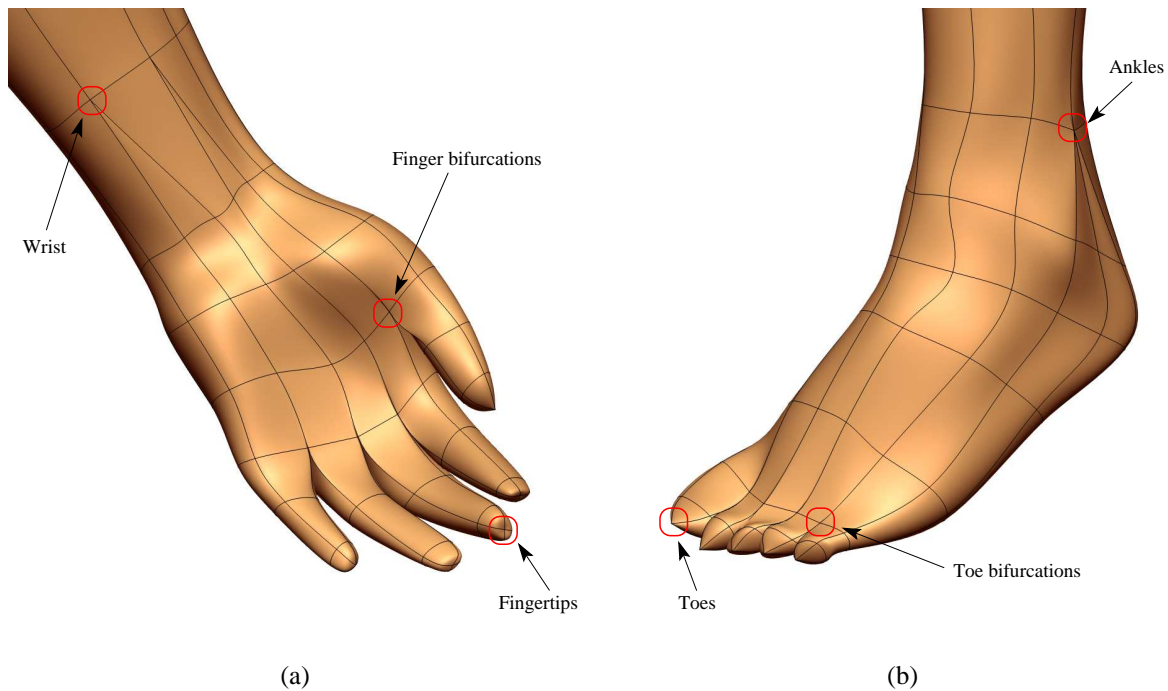 Ankles
Finger bifurcations
Wrist
Toe bifurcations
Fingertips
Toes
(a)
(b)